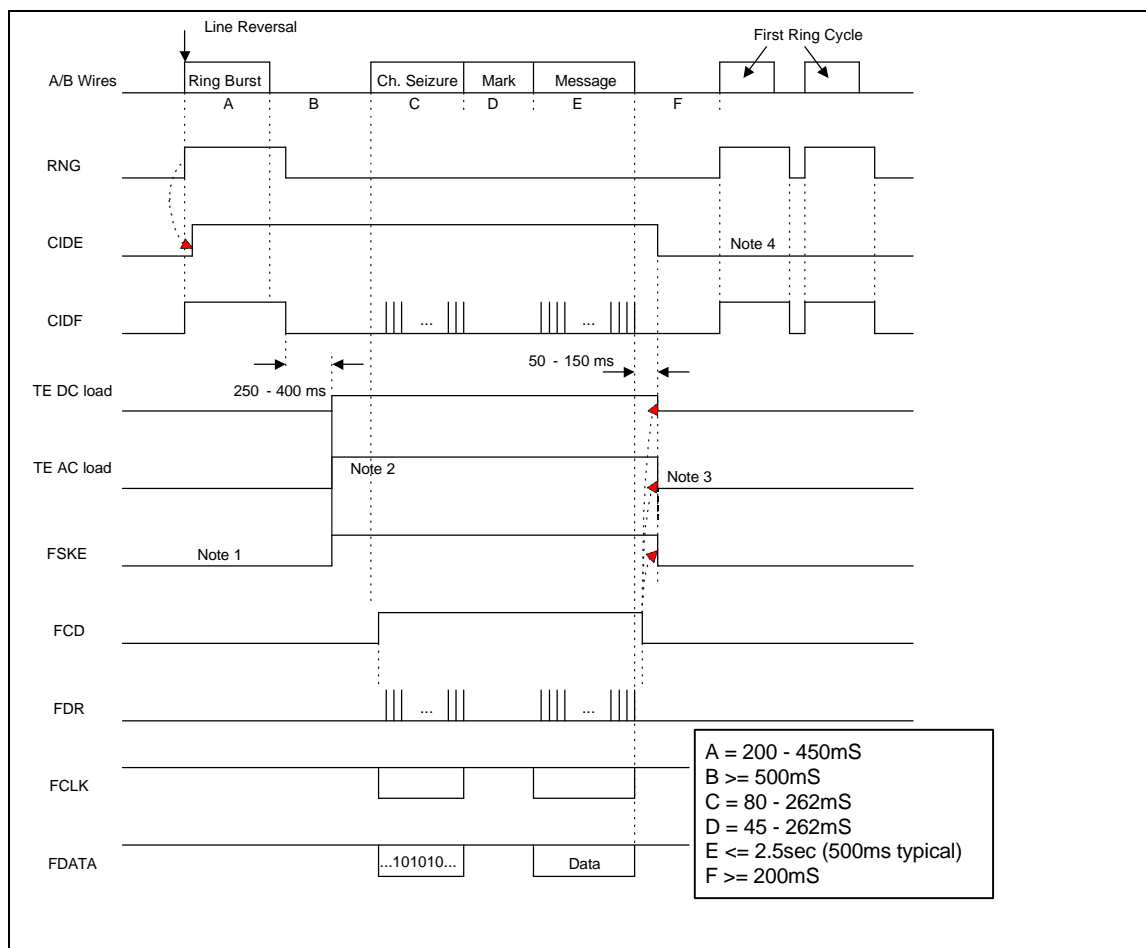 Line Reversal
First Ring Cycle
A/B Wires
Ring Burst
Ch. Seizure
Mark
Message
A
B
C
D
E
F
RNG
CIDE
Note 4
CIDF
...
...
50 - 150 ms
250 - 400 ms
TE DC load
TE AC load
Note 2
Note 3
FSKE
Note 1
FCD
FDR
...
...
FCLK
FDATA
...101010...
Data
A = 200 - 450mS
B >= 500mS
C = 80 - 262mS
D = 45 - 262mS
E <= 2.5sec (500ms typical)
F >= 200mS